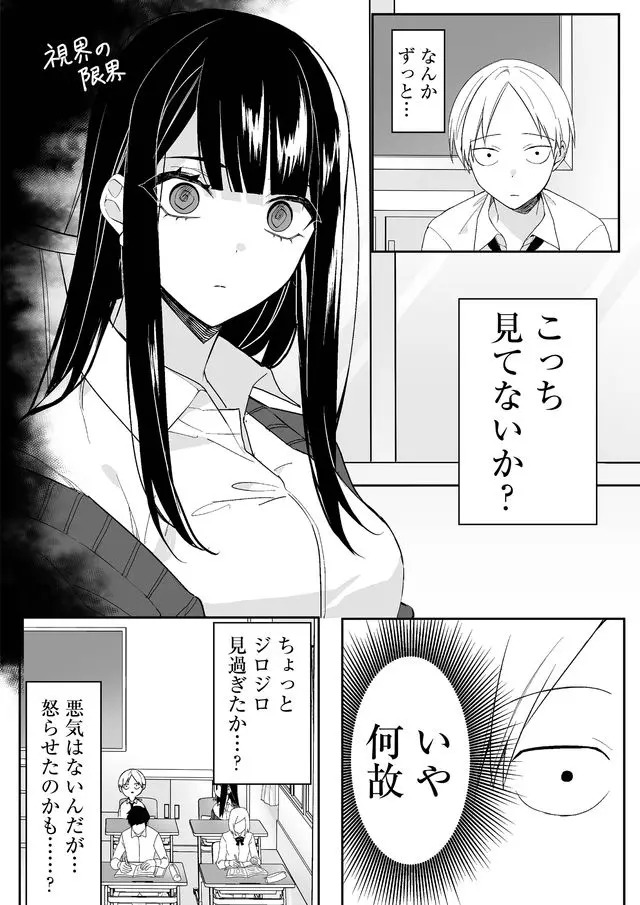 なんか
ずっと…
視界の
限界
こっち
見てないか?
いや
何故
ちょっと
ジロジロ
見過ぎたか…?
悪気はないんだが…
怒らせたのかも……?